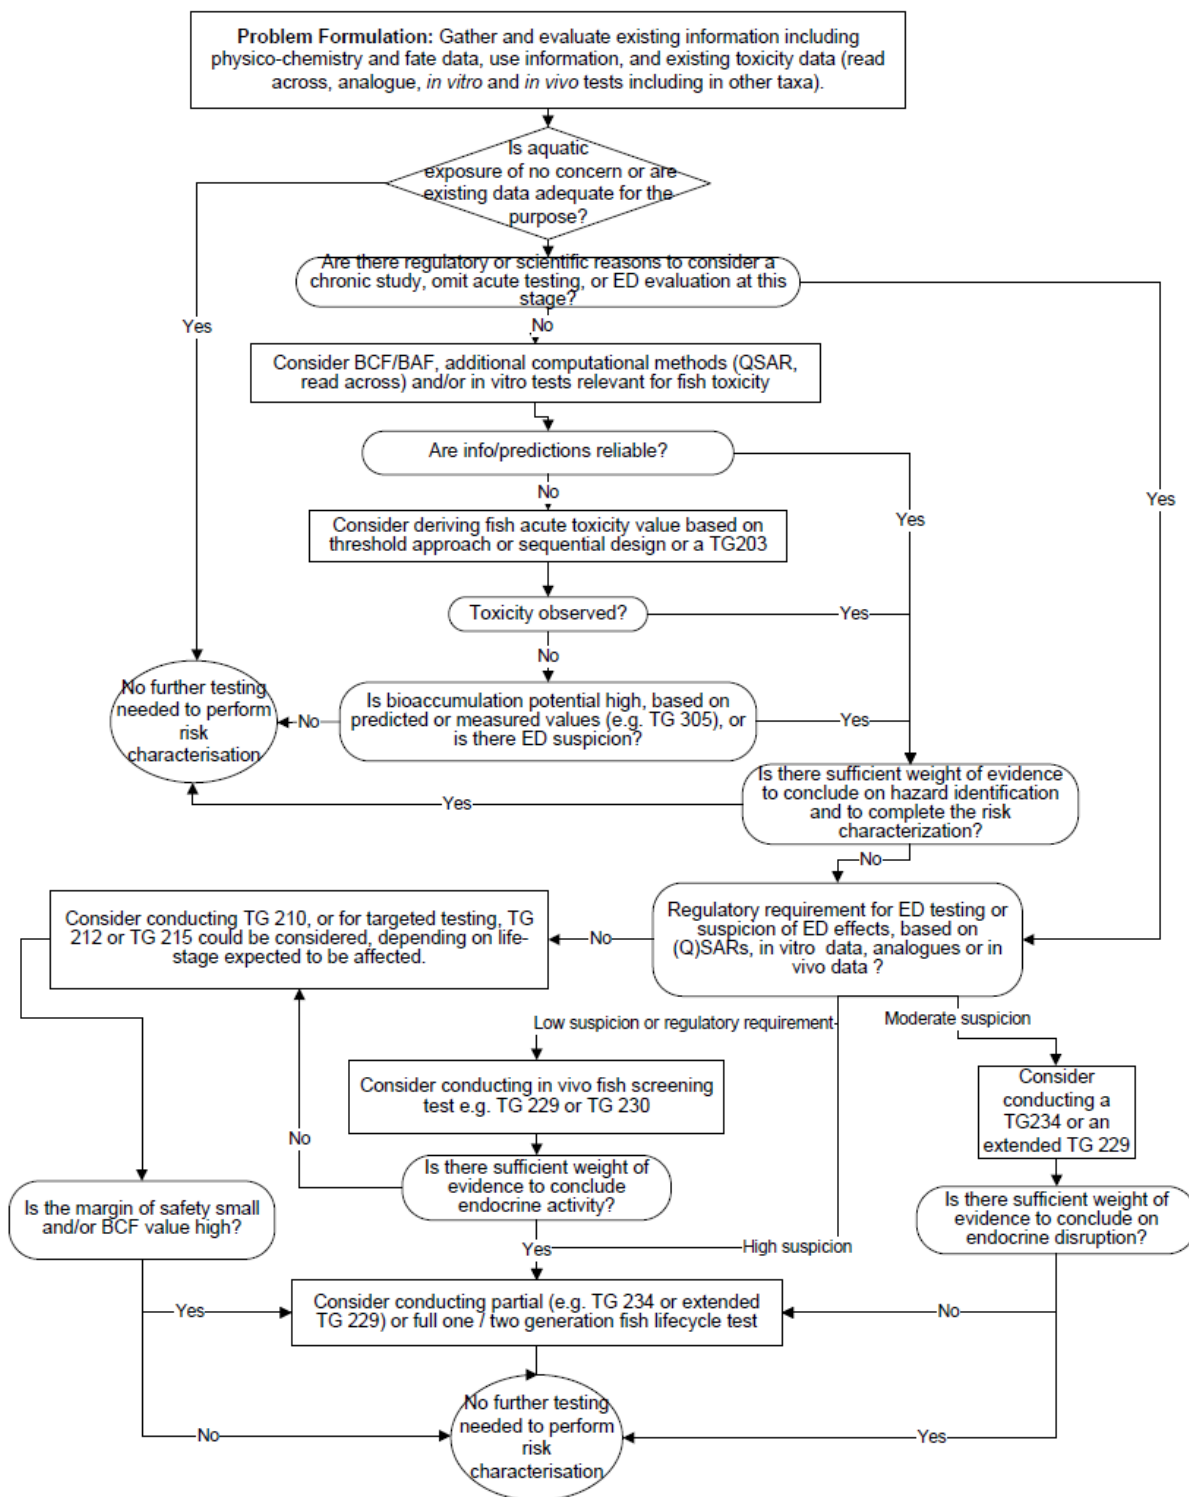 Problem Formulation: Gather and evaluate existing information including
physico-chemistry and fate data, use information, and existing toxicity data (read
across, analogue, in vitro and in vivo tests including in other taxa).
Is aquatic
exposure of no concern or are
existing data adequate for the
purpose?
Are there regulatory or scientific reasons to consider a
chronic study, omit acute testing, or ED evaluation at this
stage?
Yes
No
Consider BCF/BAF, additional computational methods (QSAR,
read across) and/or in vitro tests relevant for fish toxicity
Are info/predictions reliable?
No
Yes
Yes
Consider deriving fish acute toxicity value based on
threshold approach or sequential design or a TG203
Toxicity observed?
Yes
No
No further testing
needed to perform
risk
characterisation
No
Is bioaccumulation potential high, based on
predicted or measured values (e.g. TG 305), or
is there ED suspicion?
Yes
Is there sufficient weight of evidence
to conclude on hazard identification
and to complete the risk
characterization?
Yes
No
Consider conducting TG 210, or for targeted testing, TG
212 or TG 215 could be considered, depending on life-
stage expected to be affected.
No
Regulatory requirement for ED testing or
suspicion of ED effects, based on
(Q)SARs, in vitro data, analogues or in
vivo data ?
Low suspicion or regulatory requirement
Moderate suspicion
Consider conducting in vivo fish screening
test e.g. TG 229 or TG 230
Consider
conducting a
TG234 or an
extended TG 229
No
Is there sufficient weight of
evidence to conclude
endocrine activity?
Is the margin of safety small
and/or BCF value high?
Is there sufficient weight of
evidence to conclude on
endocrine disruption?
Yes
High suspicion
Yes
Consider conducting partial (e.g. TG 234 or extended
TG 229) or full one / two generation fish lifecycle test
No
No further testing
needed to perform
risk
characterisation
No
Yes